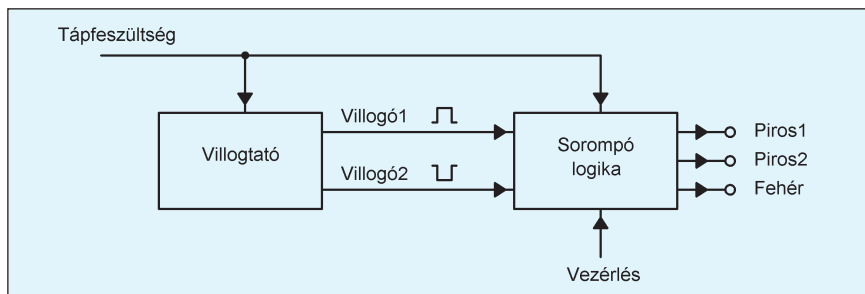 Tápfeszültség
Villogtató
Villogó1
Villogó2
Sorompó
logika
Piros1
Piros2
Fehér
Vezérlés